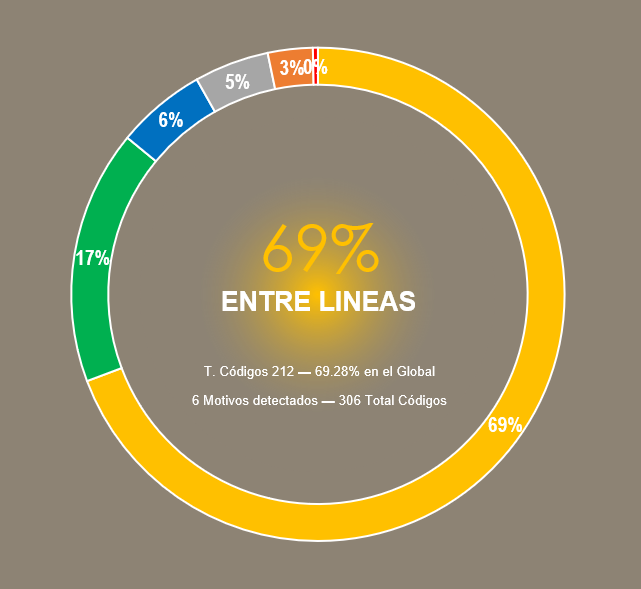 3%
0%
5%
6%
17%
69%
ENTRE LINEAS
T. Códigos 212 — 69.28% en el Global
6 Motivos detectados — 306 Total Códigos
69%